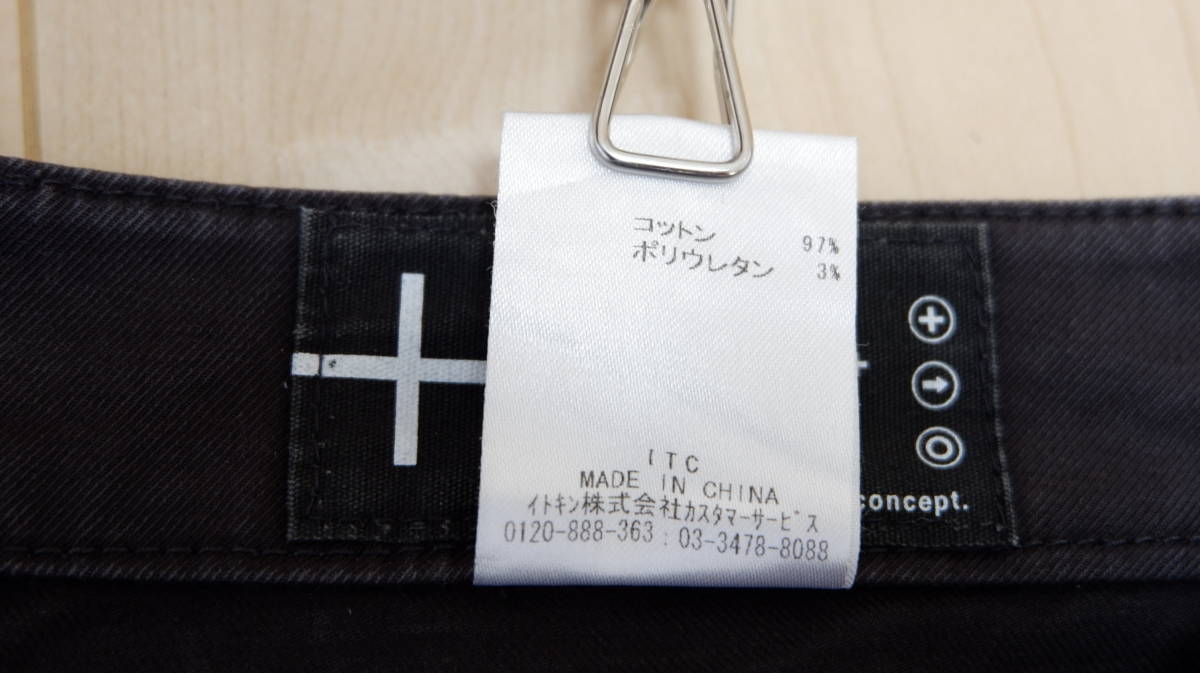 コットン 97%
ポリウレタン 3%
ITC
MADE IN CHINA
イトキン株式会社カスタマーサービス
0120-888-363 : 03-3478-8088
concept.